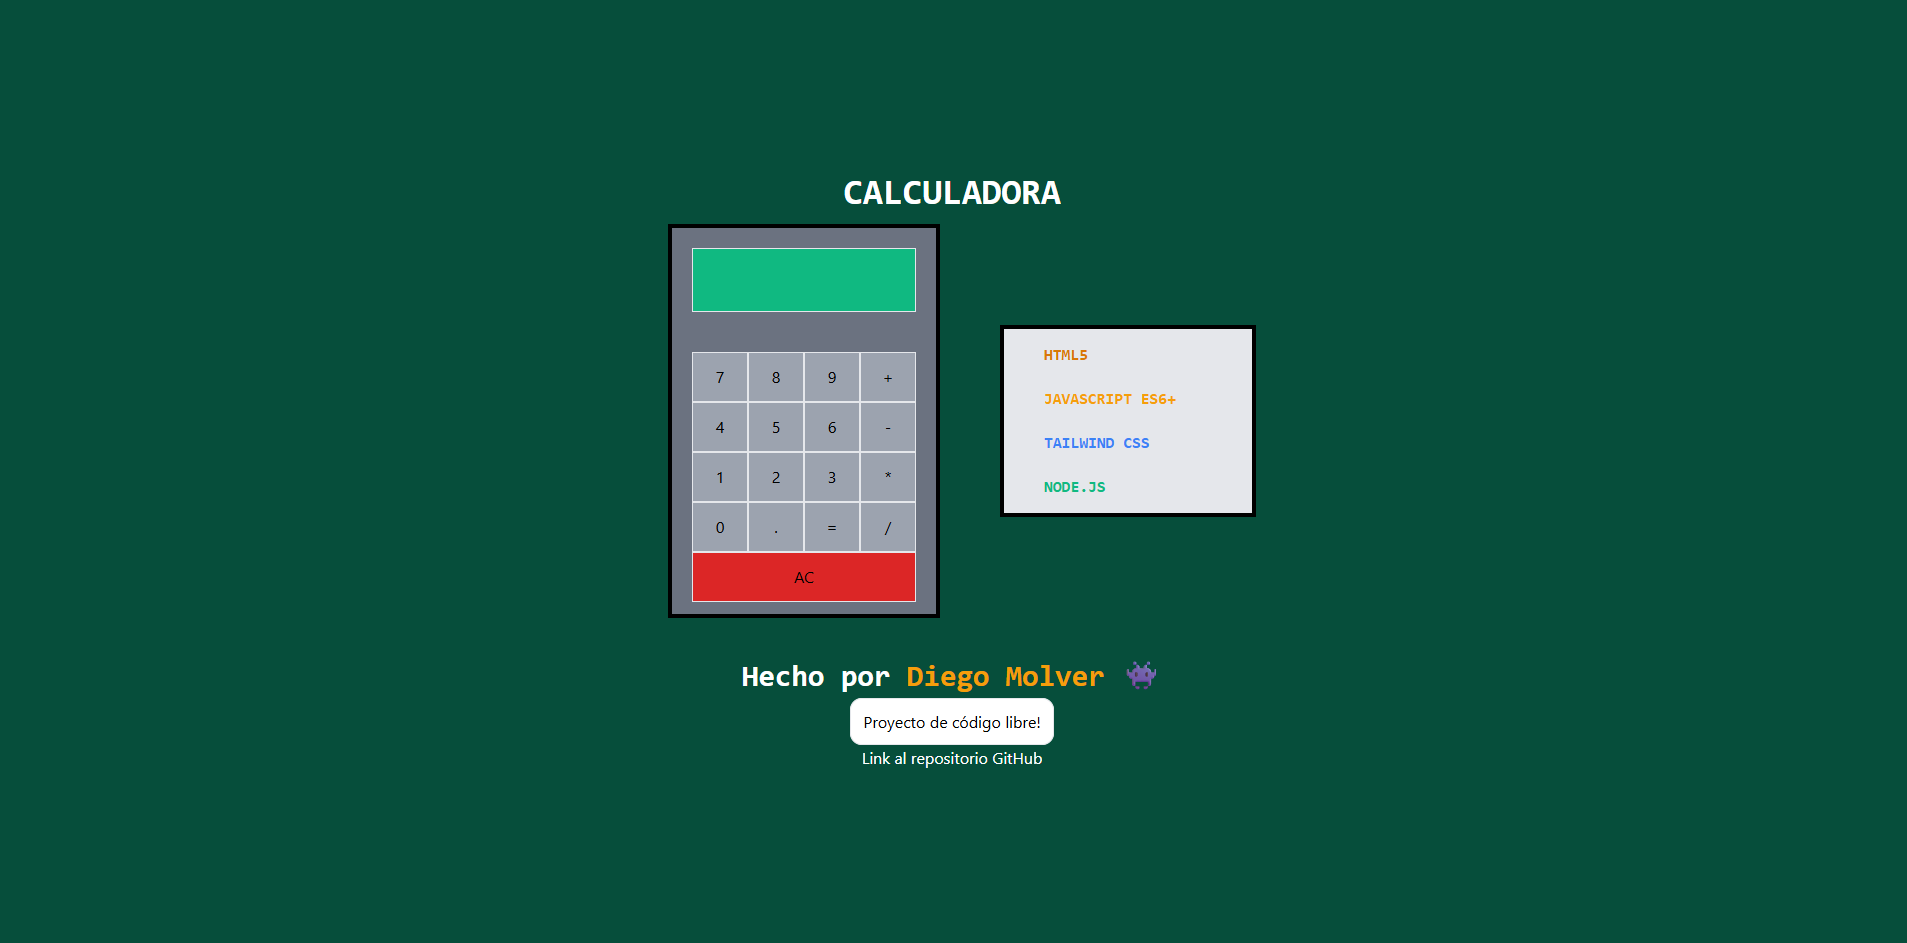 CALCULADORA
7 8 9 +
4 5 6 -
1 2 3 *
0 . = /
AC
HTML5
JAVASCRIPT ES6+
TAILWIND CSS
NODE.JS
Hecho por Diego Molver 👾
Proyecto de código libre!
Link al repositorio GitHub